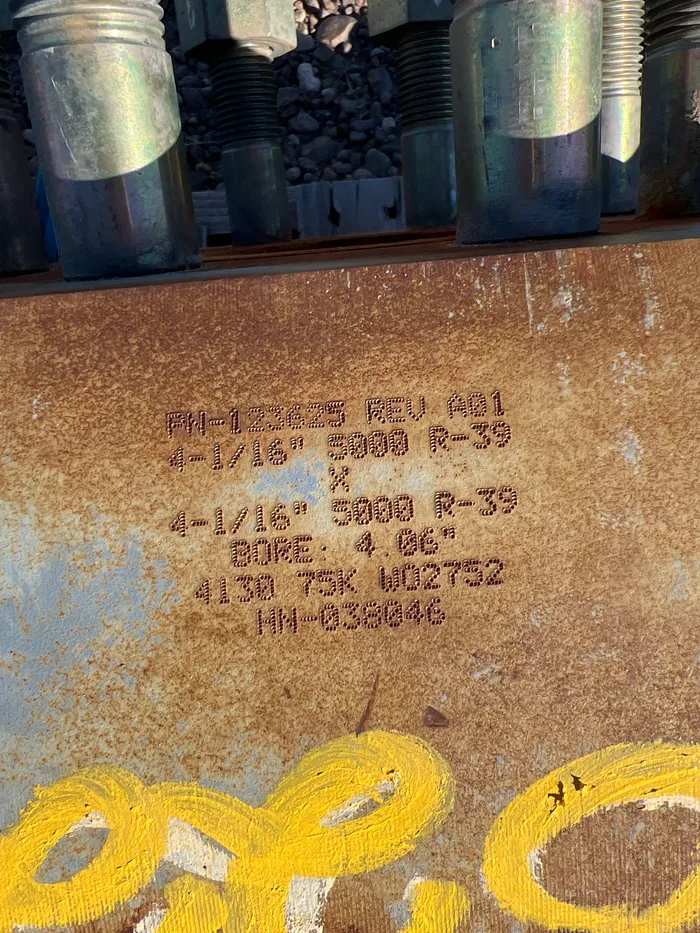 PN-123625 REV A01
4-1/16" 5000 R-39
X
4-1/16" 5000 R-39
BORE: 4.06"
4130 75K WO2752
HN-038046